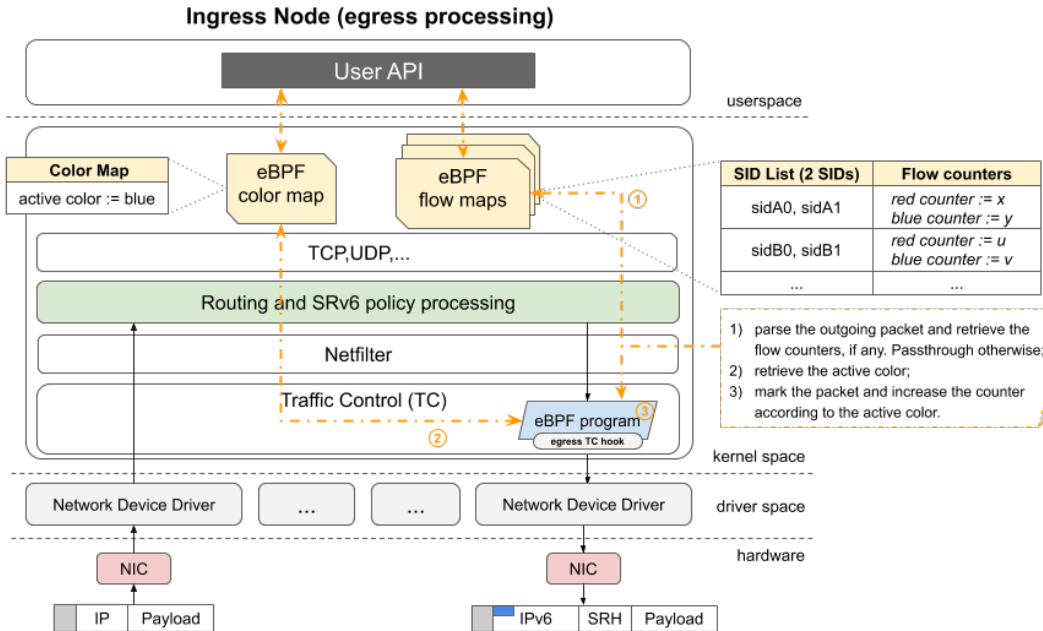 Ingress Node (egress processing)
User API
userspace
Color Map
active color := blue
eBPF
color map
eBPF
flow maps
1
SID List (2 SIDs)
Flow counters
sidA0, sidA1
red counter := x
blue counter := y
sidB0, sidB1
red counter := u
blue counter := v
...
...
TCP,UDP,...
Routing and SRv6 policy processing
Netfilter
Traffic Control (TC)
1) parse the outgoing packet and retrieve the
flow counters, if any. Passthrough otherwise;
2) retrieve the active color;
3) mark the packet and increase the counter
according to the active color.
3
eBPF program
egress TC hook
2
kernel space
Network Device Driver
...
...
Network Device Driver
driver space
hardware
NIC
NIC
IP
Payload
IPv6
SRH
Payload